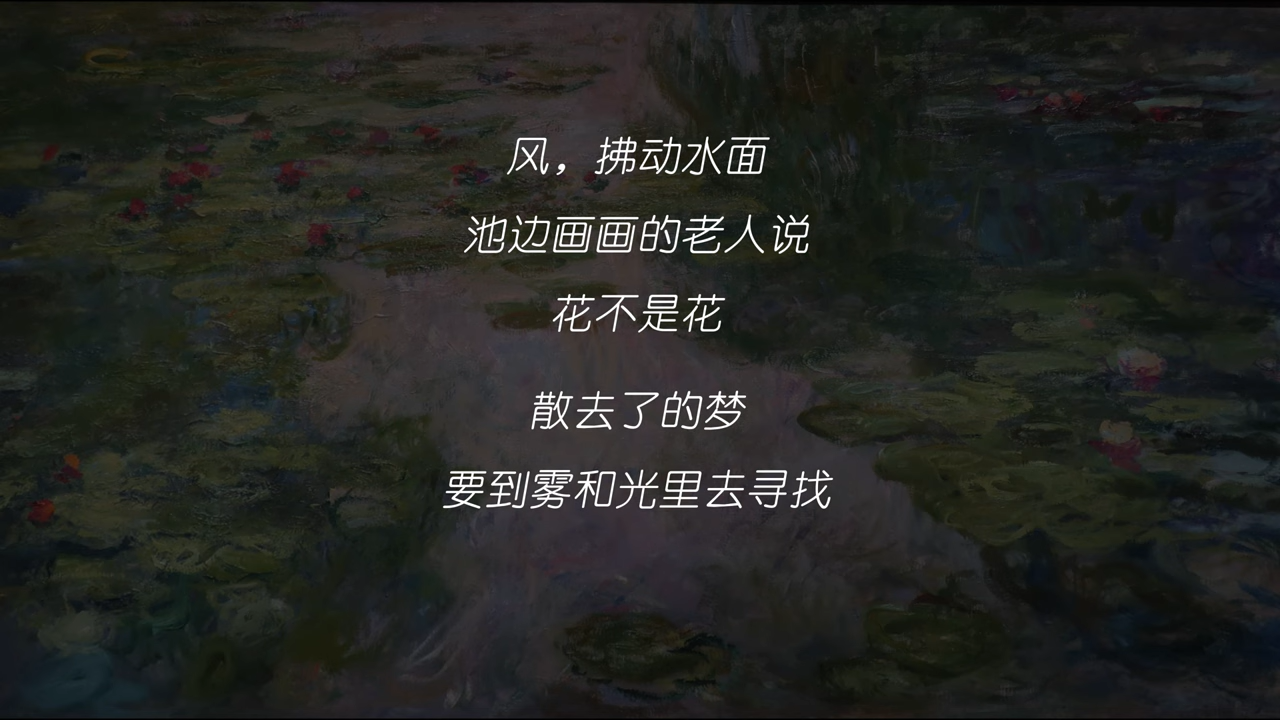 风，拂动水面
池边画画的老人说
花不是花
散去了的梦
要到雾和光里去寻找